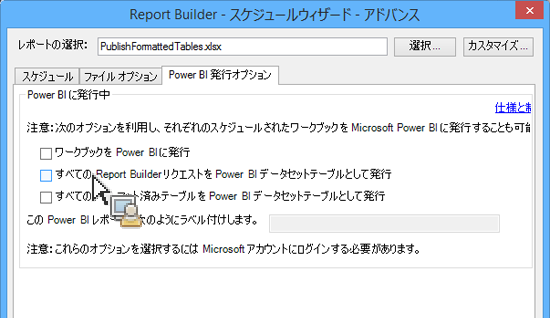 Report Builder - スケジュールウィザード - アドバンス
レポートの選択: PublishFormattedTables.xlsx 選択... カスタマイズ...
スケジュール ファイル オプション Power BI 発行オプション
Power BI に発行中
仕様と制
注意：次のオプションを利用し、それぞれのスケジュールされたワークブックを Microsoft Power BI に発行することも可能
ワークブックを Power BI に発行
すべての Report Builder リクエストを Power BI データセットテーブルとして発行
すべての ット済みテーブルを Power BI データセットテーブルとして発行
この Power BI レポー 次のようにラベル付けします。
注意：これらのオプションを選択するには Microsoft アカウントにログインする必要があります。